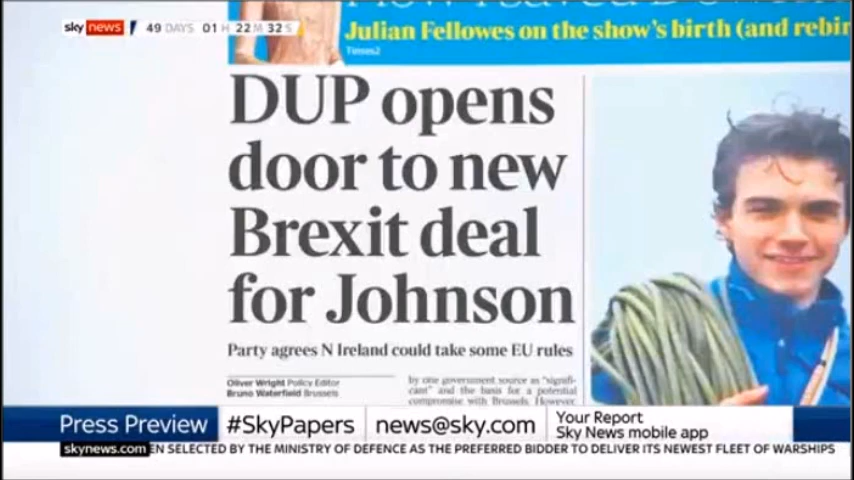 sky news 49 DAYS 01 H 22 M 32 S
Julian Fellowes on the show's birth (and rebir
Times2
DUP opens
door to new
Brexit deal
for Johnson
Party agrees N Ireland could take some EU rules
Oliver Wright Policy Editor
Bruno Waterfield Brussels
by one government source as "signifi-
cant" and the basis for a potential
compromise with Brussels. However
Press Preview #SkyPapers news@sky.com Your Report
Sky News mobile app
skynews.com EN SELECTED BY THE MINISTRY OF DEFENCE AS THE PREFERRED BIDDER TO DELIVER ITS NEWEST FLEET OF WARSHIPS